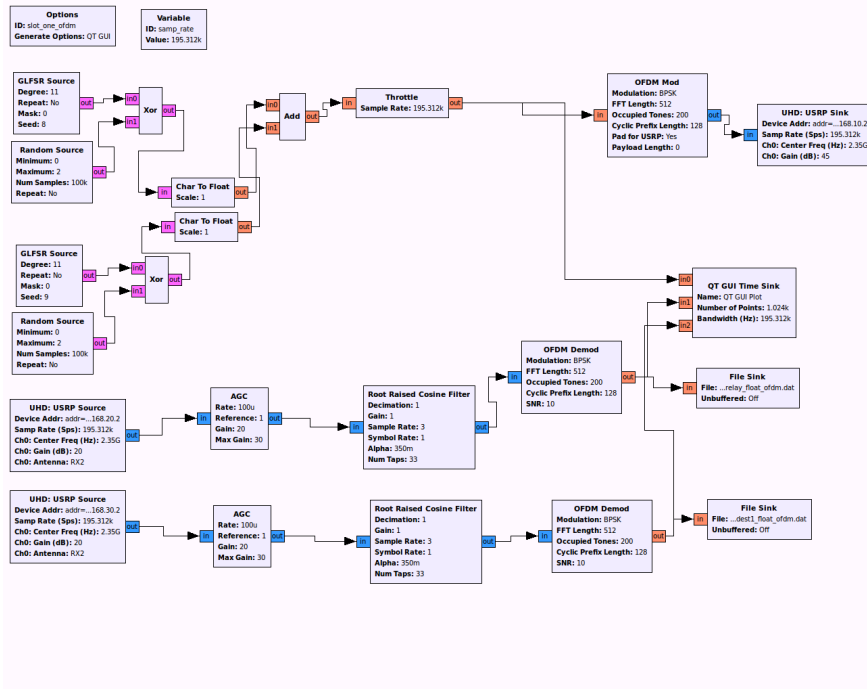 Options
ID: slot_one_ofdm
Generate Options: QT GUI
Variable
ID: samp_rate
Value: 195.312k
GLFSR Source
Degree: 11
Repeat: No
Mask: 0
Seed: 8
out
in0
in1
Xor
out
Random Source
Minimum: 0
Maximum: 2
Num Samples: 100k
Repeat: No
out
in
Char To Float
Scale: 1
out
in
Char To Float
Scale: 1
out
in0
in1
Add
out
in
Throttle
Sample Rate: 195.312k
out
in
OFDM Mod
Modulation: BPSK
FFT Length: 512
Occupied Tones: 200
Cyclic Prefix Length: 128
Pad for USRP: Yes
Payload Length: 0
out
in
UHD: USRP Sink
Device Addr: addr=...168.10.2
Samp Rate (Sps): 195.312k
Ch0: Center Freq (Hz): 2.35G
Ch0: Gain (dB): 45
GLFSR Source
Degree: 11
Repeat: No
Mask: 0
Seed: 9
out
in0
in1
Xor
out
Random Source
Minimum: 0
Maximum: 2
Num Samples: 100k
Repeat: No
out
in0
in1
in2
QT GUI Time Sink
Name: QT GUI Plot
Number of Points: 1.024k
Bandwidth (Hz): 195.312k
UHD: USRP Source
Device Addr: addr=...168.20.2
Samp Rate (Sps): 195.312k
Ch0: Center Freq (Hz): 2.35G
Ch0: Gain (dB): 20
Ch0: Antenna: RX2
out
in
AGC
Rate: 100u
Reference: 1
Gain: 20
Max Gain: 30
out
in
Root Raised Cosine Filter
Decimation: 1
Gain: 1
Sample Rate: 3
Symbol Rate: 1
Alpha: 350m
Num Taps: 33
out
in
OFDM Demod
Modulation: BPSK
FFT Length: 512
Occupied Tones: 200
Cyclic Prefix Length: 128
SNR: 10
out
in
File Sink
File: ...relay_float_ofdm.dat
Unbuffered: Off
UHD: USRP Source
Device Addr: addr=...168.30.2
Samp Rate (Sps): 195.312k
Ch0: Center Freq (Hz): 2.35G
Ch0: Gain (dB): 20
Ch0: Antenna: RX2
out
in
AGC
Rate: 100u
Reference: 1
Gain: 20
Max Gain: 30
out
in
Root Raised Cosine Filter
Decimation: 1
Gain: 1
Sample Rate: 3
Symbol Rate: 1
Alpha: 350m
Num Taps: 33
out
in
OFDM Demod
Modulation: BPSK
FFT Length: 512
Occupied Tones: 200
Cyclic Prefix Length: 128
SNR: 10
out
in
File Sink
File: ...dest1_float_ofdm.dat
Unbuffered: Off